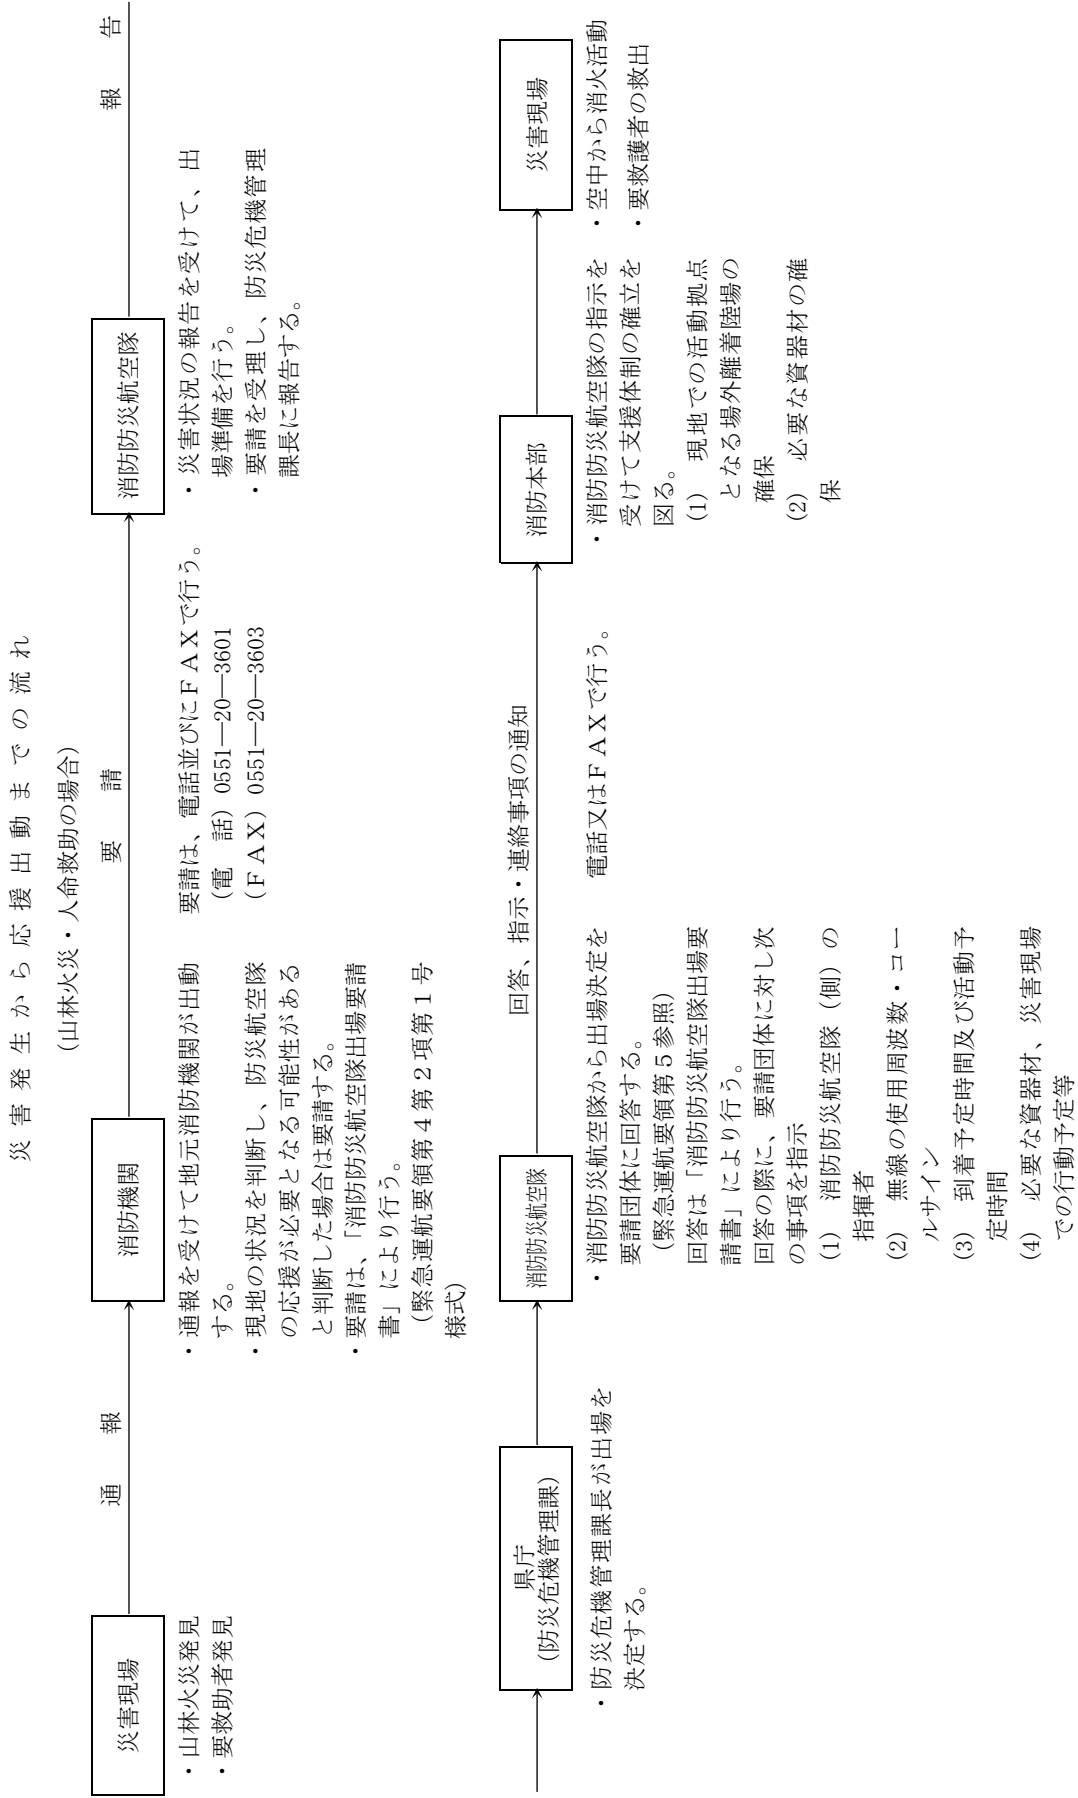 災害発生から応援出動までの流れ
（山林火災・人命救助の場合）
災害現場
通　報
消防機関
要　請
消防防災航空隊
報　告
・山林火災発見
・要救助者発見
・通報を受けて地元消防機関が出動
する。
・現地の状況を判断し、防災航空隊
の応援が必要となる可能性がある
と判断した場合は要請する。
・要請は、「消防防災航空隊出場要請
書」により行う。
（緊急運航要領第４第２項第１号
様式）
要請は、電話並びにＦＡＸで行う。
（電　話）0551―20―3601
（ＦＡＸ）0551―20―3603
・災害状況の報告を受けて、出
場準備を行う。
・要請を受理し、防災危機管理
課長に報告する。
県庁
（防災危機管理課）
消防防災航空隊
回答、指示・連絡事項の通知
消防本部
災害現場
・防災危機管理課長が出場を
決定する。
・消防防災航空隊から出場決定を
要請団体に回答する。
（緊急運航要領第５参照）
回答は「消防防災航空隊出場要
請書」により行う。
回答の際に、要請団体に対し次
の事項を指示
(1)　消防防災航空隊（側）の
指揮者
(2)　無線の使用周波数・コー
ルサイン
(3)　到着予定時間及び活動予
定時間
(4)　必要な資器材、災害現場
での行動予定等
電話又はＦＡＸで行う。
・消防防災航空隊の指示を
受けて支援体制の確立を
図る。
(1)　現地での活動拠点
となる場外離着陸場の
確保
(2)　必要な資器材の確
保
・空中から消火活動
・要救護者の救出